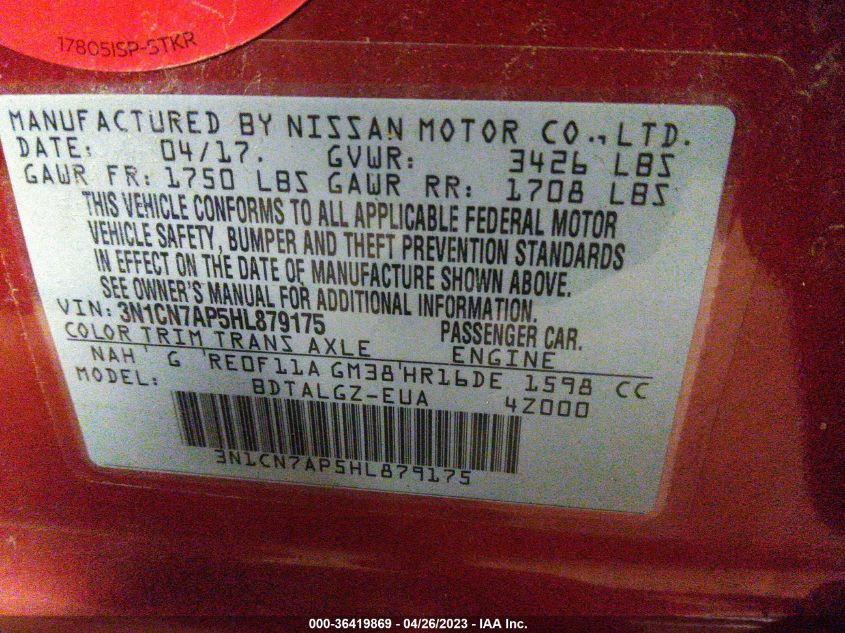 17805ISP-STKR
MANUFACTURED BY NISSAN MOTOR CO., LTD.
DATE: 04/17. GVWR: 3426 LBS
GAWR FR: 1750 LBS GAWR RR: 1708 LBS
THIS VEHICLE CONFORMS TO ALL APPLICABLE FEDERAL MOTOR
VEHICLE SAFETY, BUMPER AND THEFT PREVENTION STANDARDS
IN EFFECT ON THE DATE OF MANUFACTURE SHOWN ABOVE.
SEE OWNER'S MANUAL FOR ADDITIONAL INFORMATION.
VIN: 3N1CN7AP5HL879175 PASSENGER CAR.
COLOR TRIM TRANS AXLE ENGINE
NAH G RE0F11A GM38 HR16DE 1598 CC
MODEL: BDTALGZ-EUA 4Z000
3N1CN7AP5HL879175
000-36419869 - 04/26/2023 - IAA Inc.